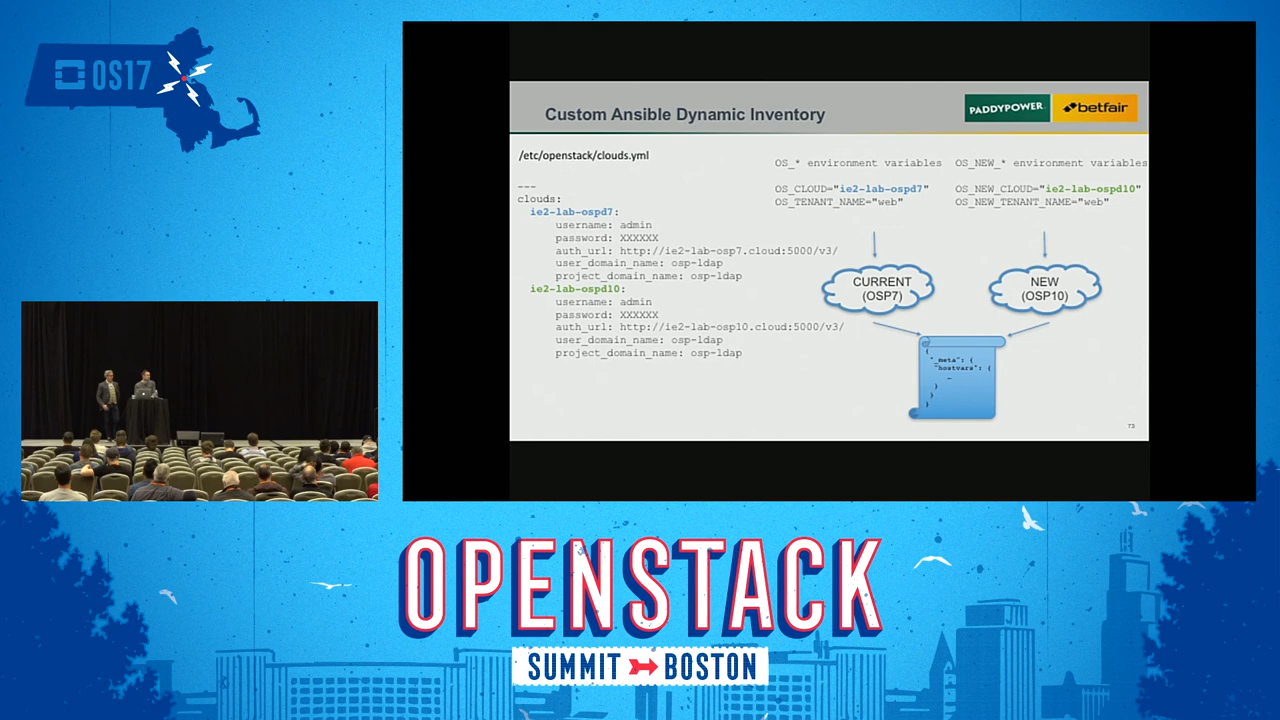 OS17
Custom Ansible Dynamic Inventory
PADDYPOWER.
betfair
/etc/openstack/clouds.yml
---
clouds:
ie2-lab-ospd7:
username: admin
password: XXXXXX
auth_url: http://ie2-lab-osp7.cloud:5000/v3/
user_domain_name: osp-ldap
project_domain_name: osp-ldap
ie2-lab-ospd10:
username: admin
password: XXXXXX
auth_url: http://ie2-lab-osp10.cloud:5000/v3/
user_domain_name: osp-ldap
project_domain_name: osp-ldap
OS_* environment variables
OS_CLOUD="ie2-lab-ospd7"
OS_TENANT_NAME="web"
OS_NEW_* environment variables
OS_NEW_CLOUD="ie2-lab-ospd10"
OS_NEW_TENANT_NAME="web"
CURRENT
(OSP7)
NEW
(OSP10)
{
"_meta": {
"hostvars": {
…
}
}
}
73
OPENSTACK
SUMMIT BOSTON